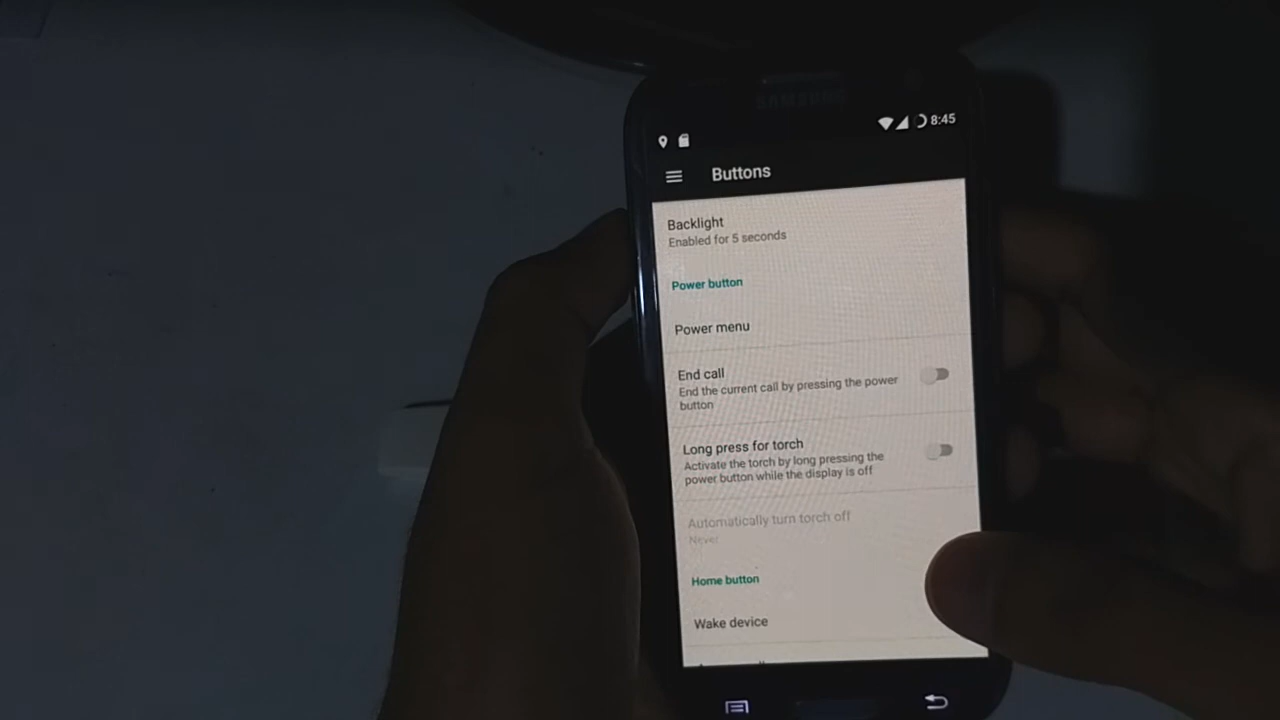 SAMSUNG
8:45
Buttons
Backlight
Enabled for 5 seconds
Power button
Power menu
End call
End the current call by pressing the power
button
Long press for torch
Activate the torch by long pressing the
power button while the display is off
Automatically turn torch off
Never
Home button
Wake device